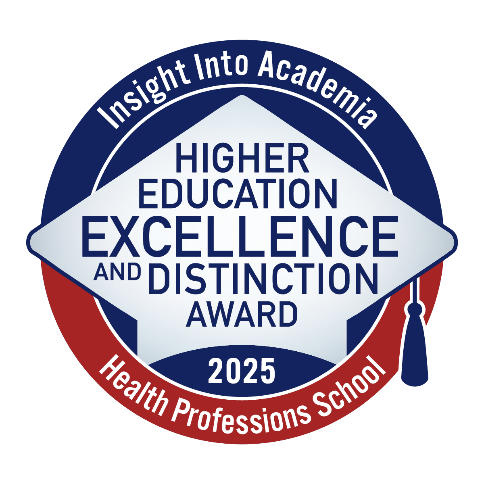 Insight Into Academia
HIGHER
EDUCATION
EXCELLENCE
AND DISTINCTION
AWARD
2025
Health Professions School